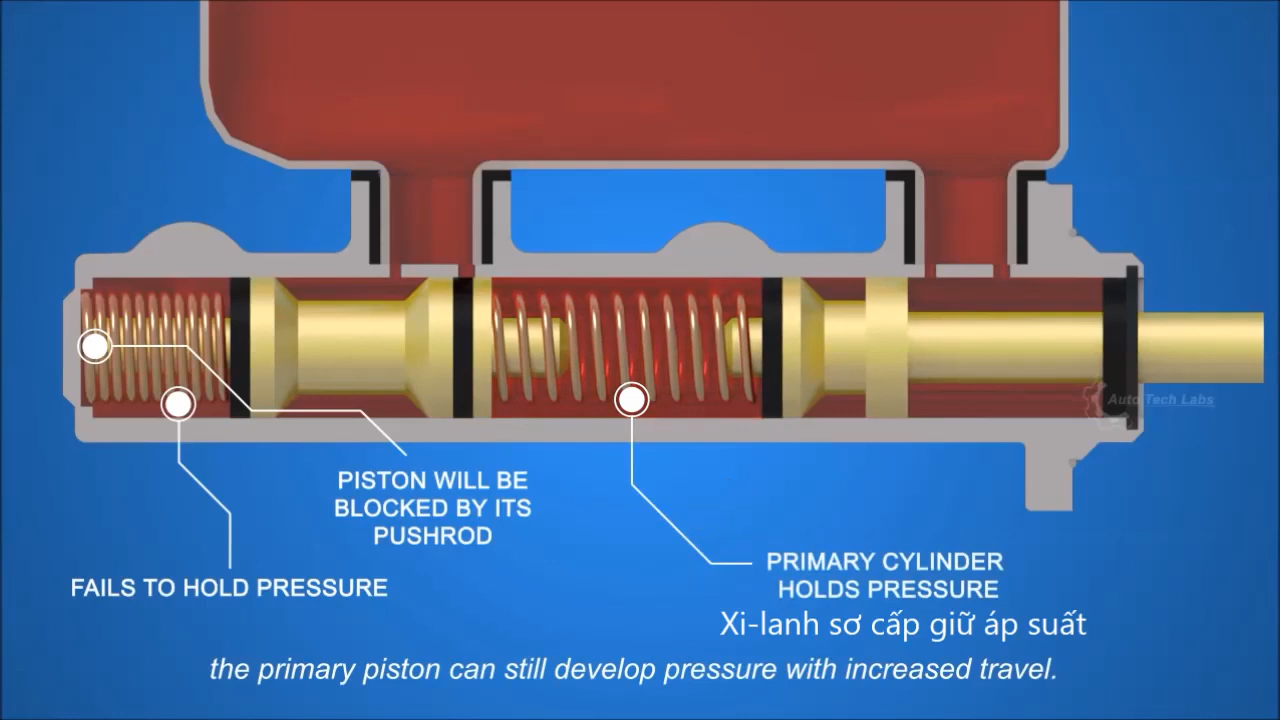 Auto Tech Labs
PISTON WILL BE
BLOCKED BY ITS
PUSHROD
FAILS TO HOLD PRESSURE
PRIMARY CYLINDER
HOLDS PRESSURE
Xi-lanh sơ cấp giữ áp suất
the primary piston can still develop pressure with increased travel.